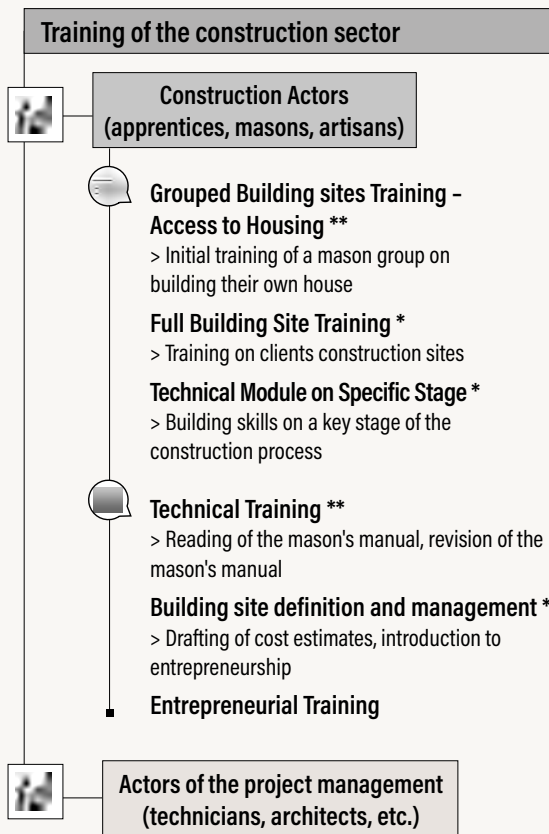 Training of the construction sector
Construction Actors
(apprentices, masons, artisans)
Grouped Building sites Training –
Access to Housing **
> Initial training of a mason group on
building their own house
Full Building Site Training *
> Training on clients construction sites
Technical Module on Specific Stage *
> Building skills on a key stage of the
construction process
Technical Training **
> Reading of the mason's manual, revision of the
mason's manual
Building site definition and management *
> Drafting of cost estimates, introduction to
entrepreneurship
Entrepreneurial Training
Actors of the project management
(technicians, architects, etc.)